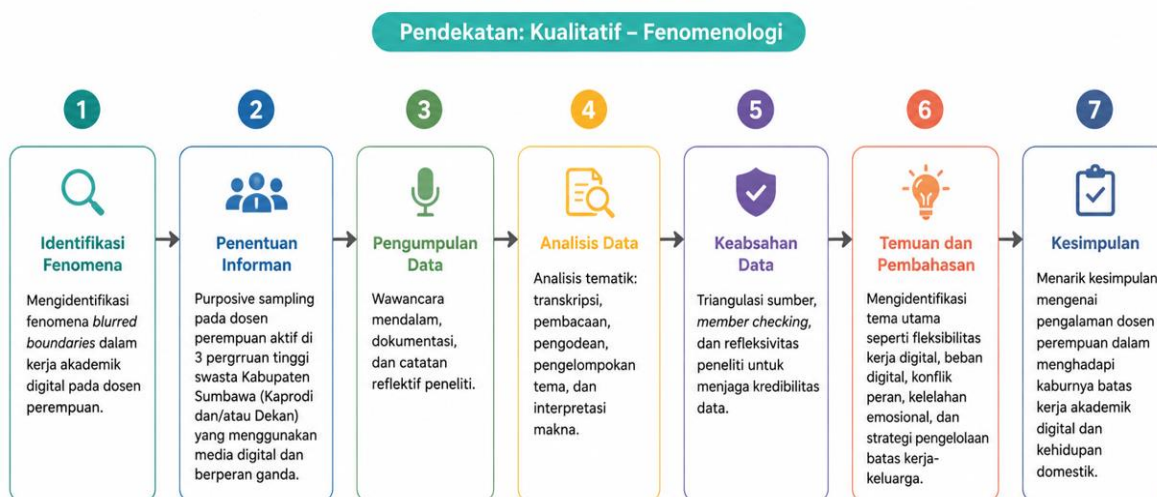 Pendekatan: Kualitatif – Fenomenologi
1
Identifikasi
Fenomena
Mengidentifikasi
fenomena blurred
boundaries dalam
kerja akademik
digital pada dosen
perempuan.
2
Penentuan
Informan
Purposive sampling
pada dosen
perempuan aktif di
3 pergrruan tinggi
swasta Kabupaten
Sumbawa (Kaprodi
dan/atau Dekan)
yang menggunakan
media digital dan
berperan ganda.
3
Pengumpulan
Data
Wawancara
mendalam,
dokumentasi,
dan catatan
reflektif peneliti.
4
Analisis Data
Analisis tematik:
transkripsi,
pembacaan,
pengodean,
pengelompokan
tema, dan
interpretasi
makna.
5
Keabsahan
Data
Triangulasi sumber,
member checking,
dan refleksivitas
peneliti untuk
menjaga kredibilitas
data.
6
Temuan dan
Pembahasan
Mengidentifikasi
tema utama
seperti fleksibilitas
kerja digital, beban
digital, konflik
peran, kelelahan
emosional, dan
strategi pengelolaan
batas kerja-
keluarga.
7
Kesimpulan
Menarik kesimpulan
mengenai
pengalaman dosen
perempuan dalam
menghadapi
kaburnya batas
kerja akademik
digital dan
kehidupan
domestik.